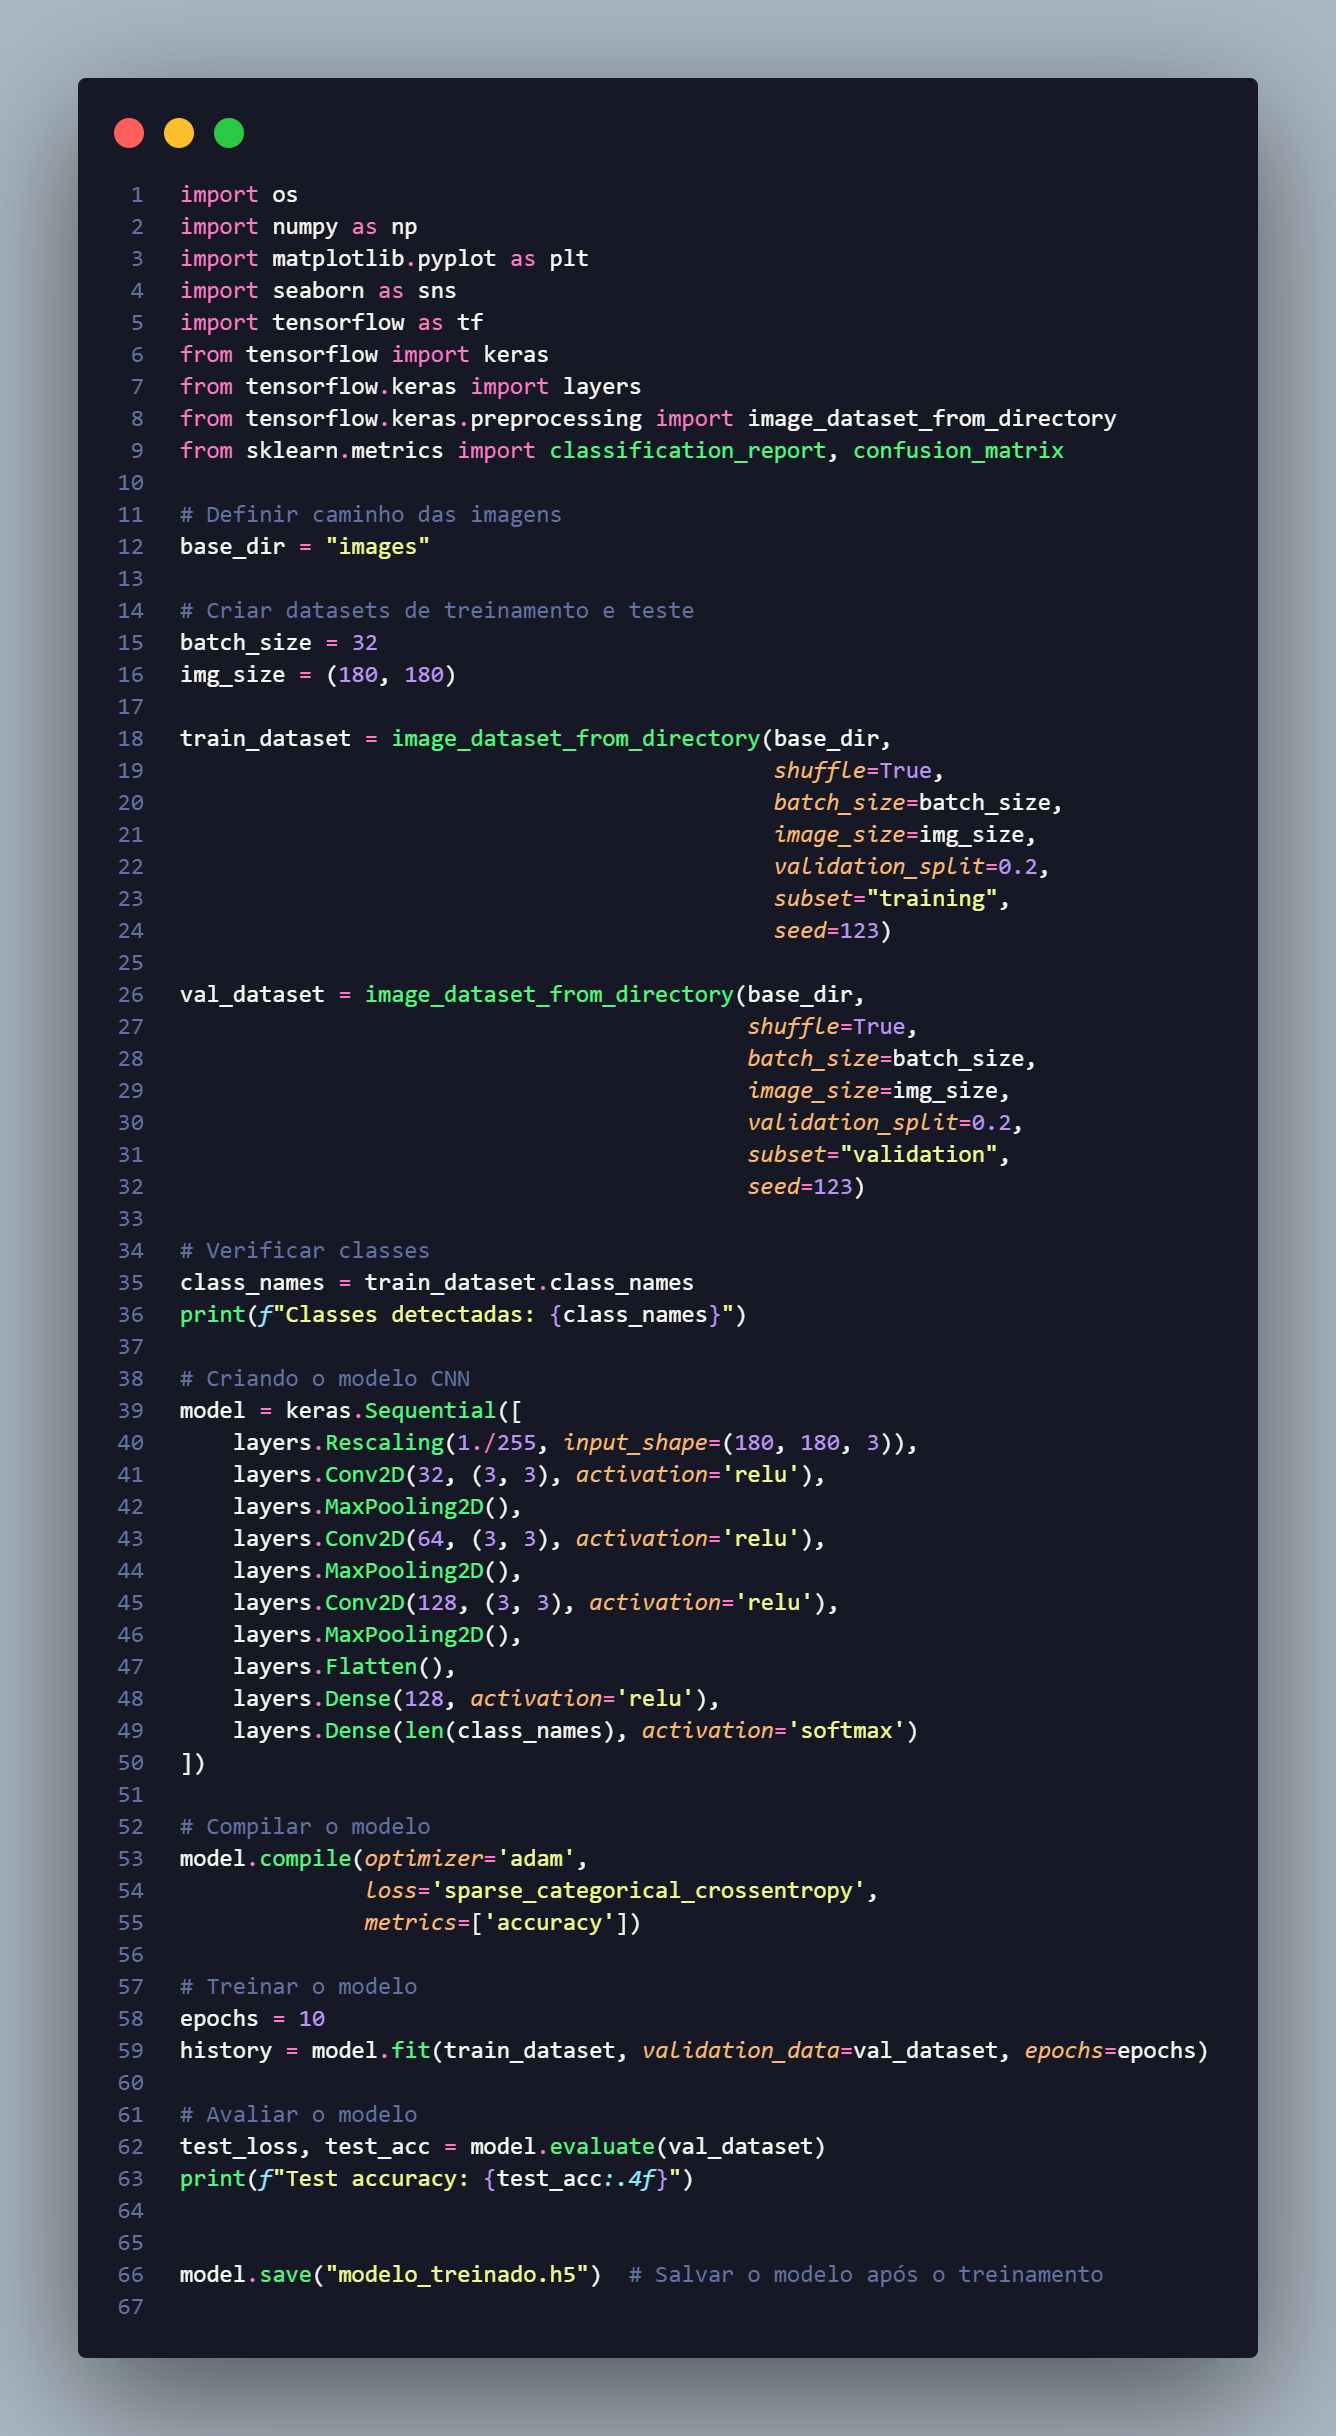 1 import os
2 import numpy as np
3 import matplotlib.pyplot as plt
4 import seaborn as sns
5 import tensorflow as tf
6 from tensorflow import keras
7 from tensorflow.keras import layers
8 from tensorflow.keras.preprocessing import image_dataset_from_directory
9 from sklearn.metrics import classification_report, confusion_matrix
10
11 # Definir caminho das imagens
12 base_dir = "images"
13
14 # Criar datasets de treinamento e teste
15 batch_size = 32
16 img_size = (180, 180)
17
18 train_dataset = image_dataset_from_directory(base_dir,
19                                              shuffle=True,
20                                              batch_size=batch_size,
21                                              image_size=img_size,
22                                              validation_split=0.2,
23                                              subset="training",
24                                              seed=123)
25
26 val_dataset = image_dataset_from_directory(base_dir,
27                                            shuffle=True,
28                                            batch_size=batch_size,
29                                            image_size=img_size,
30                                            validation_split=0.2,
31                                            subset="validation",
32                                            seed=123)
33
34 # Verificar classes
35 class_names = train_dataset.class_names
36 print(f"Classes detectadas: {class_names}")
37
38 # Criando o modelo CNN
39 model = keras.Sequential([
40     layers.Rescaling(1./255, input_shape=(180, 180, 3)),
41     layers.Conv2D(32, (3, 3), activation='relu'),
42     layers.MaxPooling2D(),
43     layers.Conv2D(64, (3, 3), activation='relu'),
44     layers.MaxPooling2D(),
45     layers.Conv2D(128, (3, 3), activation='relu'),
46     layers.MaxPooling2D(),
47     layers.Flatten(),
48     layers.Dense(128, activation='relu'),
49     layers.Dense(len(class_names), activation='softmax')
50 ])
51
52 # Compilar o modelo
53 model.compile(optimizer='adam',
54               loss='sparse_categorical_crossentropy',
55               metrics=['accuracy'])
56
57 # Treinar o modelo
58 epochs = 10
59 history = model.fit(train_dataset, validation_data=val_dataset, epochs=epochs)
60
61 # Avaliar o modelo
62 test_loss, test_acc = model.evaluate(val_dataset)
63 print(f"Test accuracy: {test_acc:.4f}")
64
65
66 model.save("modelo_treinado.h5")  # Salvar o modelo após o treinamento
67